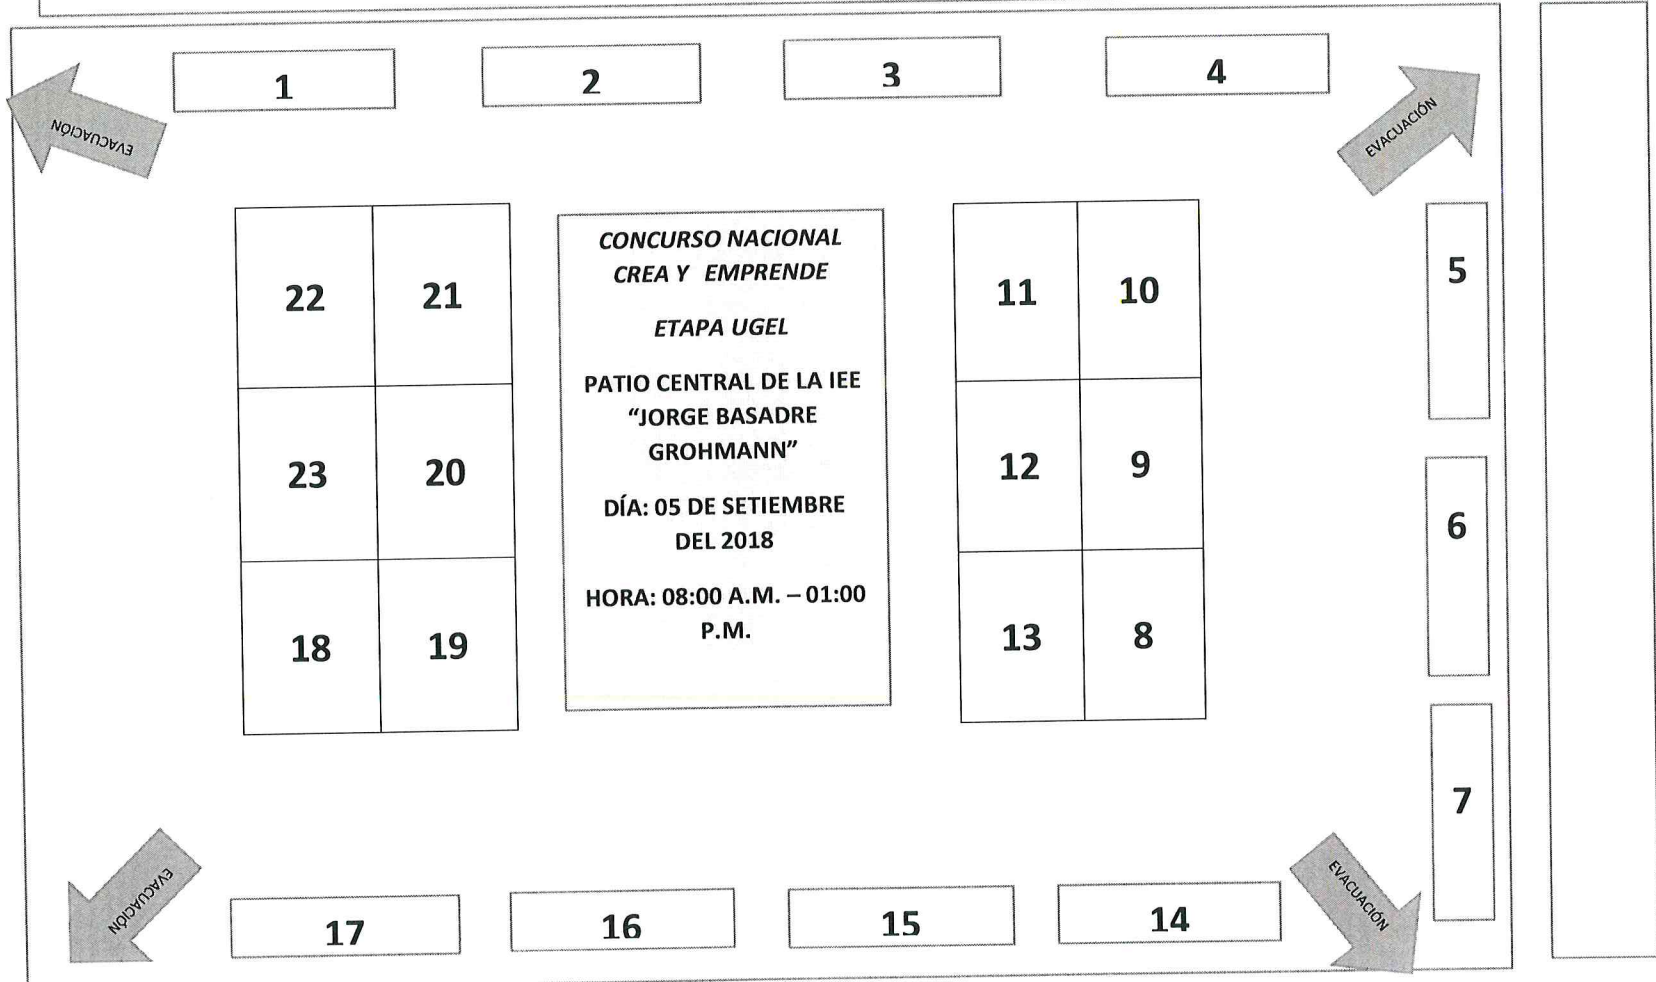 1 2 3 4
EVACUACIÓN
EVACUACIÓN
22 21
CONCURSO NACIONAL
CREA Y EMPRENDE
ETAPA UGEL
PATIO CENTRAL DE LA IEE
“JORGE BASADRE
GROHMANN”
DÍA: 05 DE SETIEMBRE
DEL 2018
HORA: 08:00 A.M. – 01:00
P.M.
11 10
5
23 20
12 9
6
18 19
13 8
7
EVACUACIÓN
EVACUACIÓN
17 16 15 14